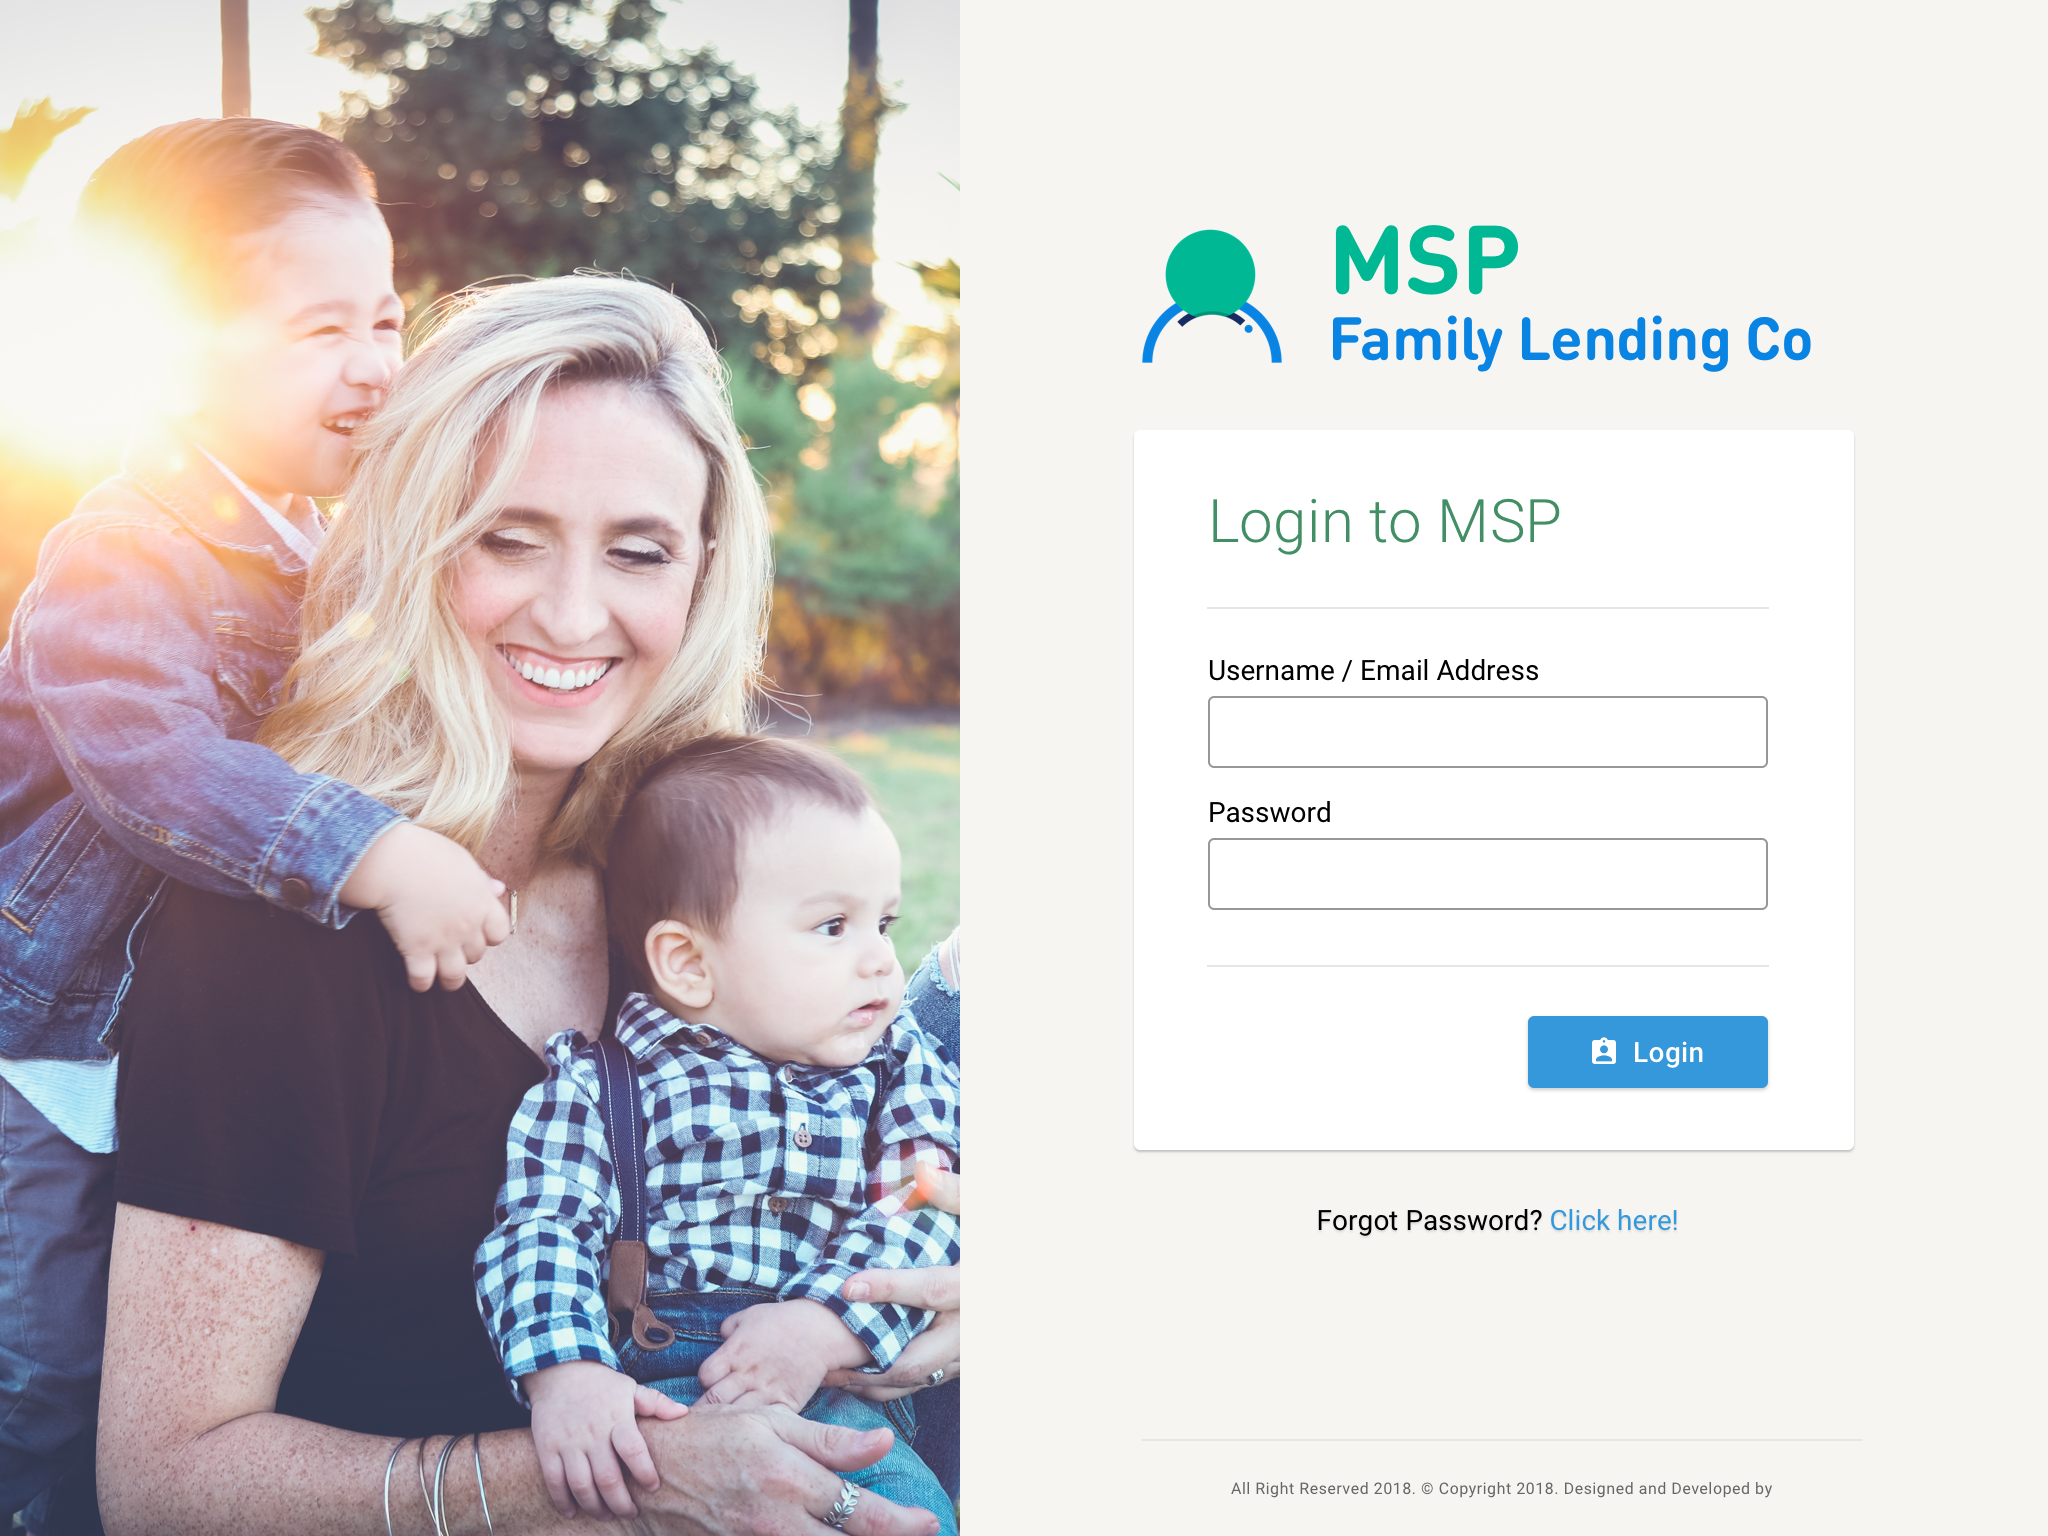 MSP
Family Lending Co
Login to MSP
Username / Email Address
Password
Login
Forgot Password? Click here!
All Right Reserved 2018. © Copyright 2018. Designed and Developed by